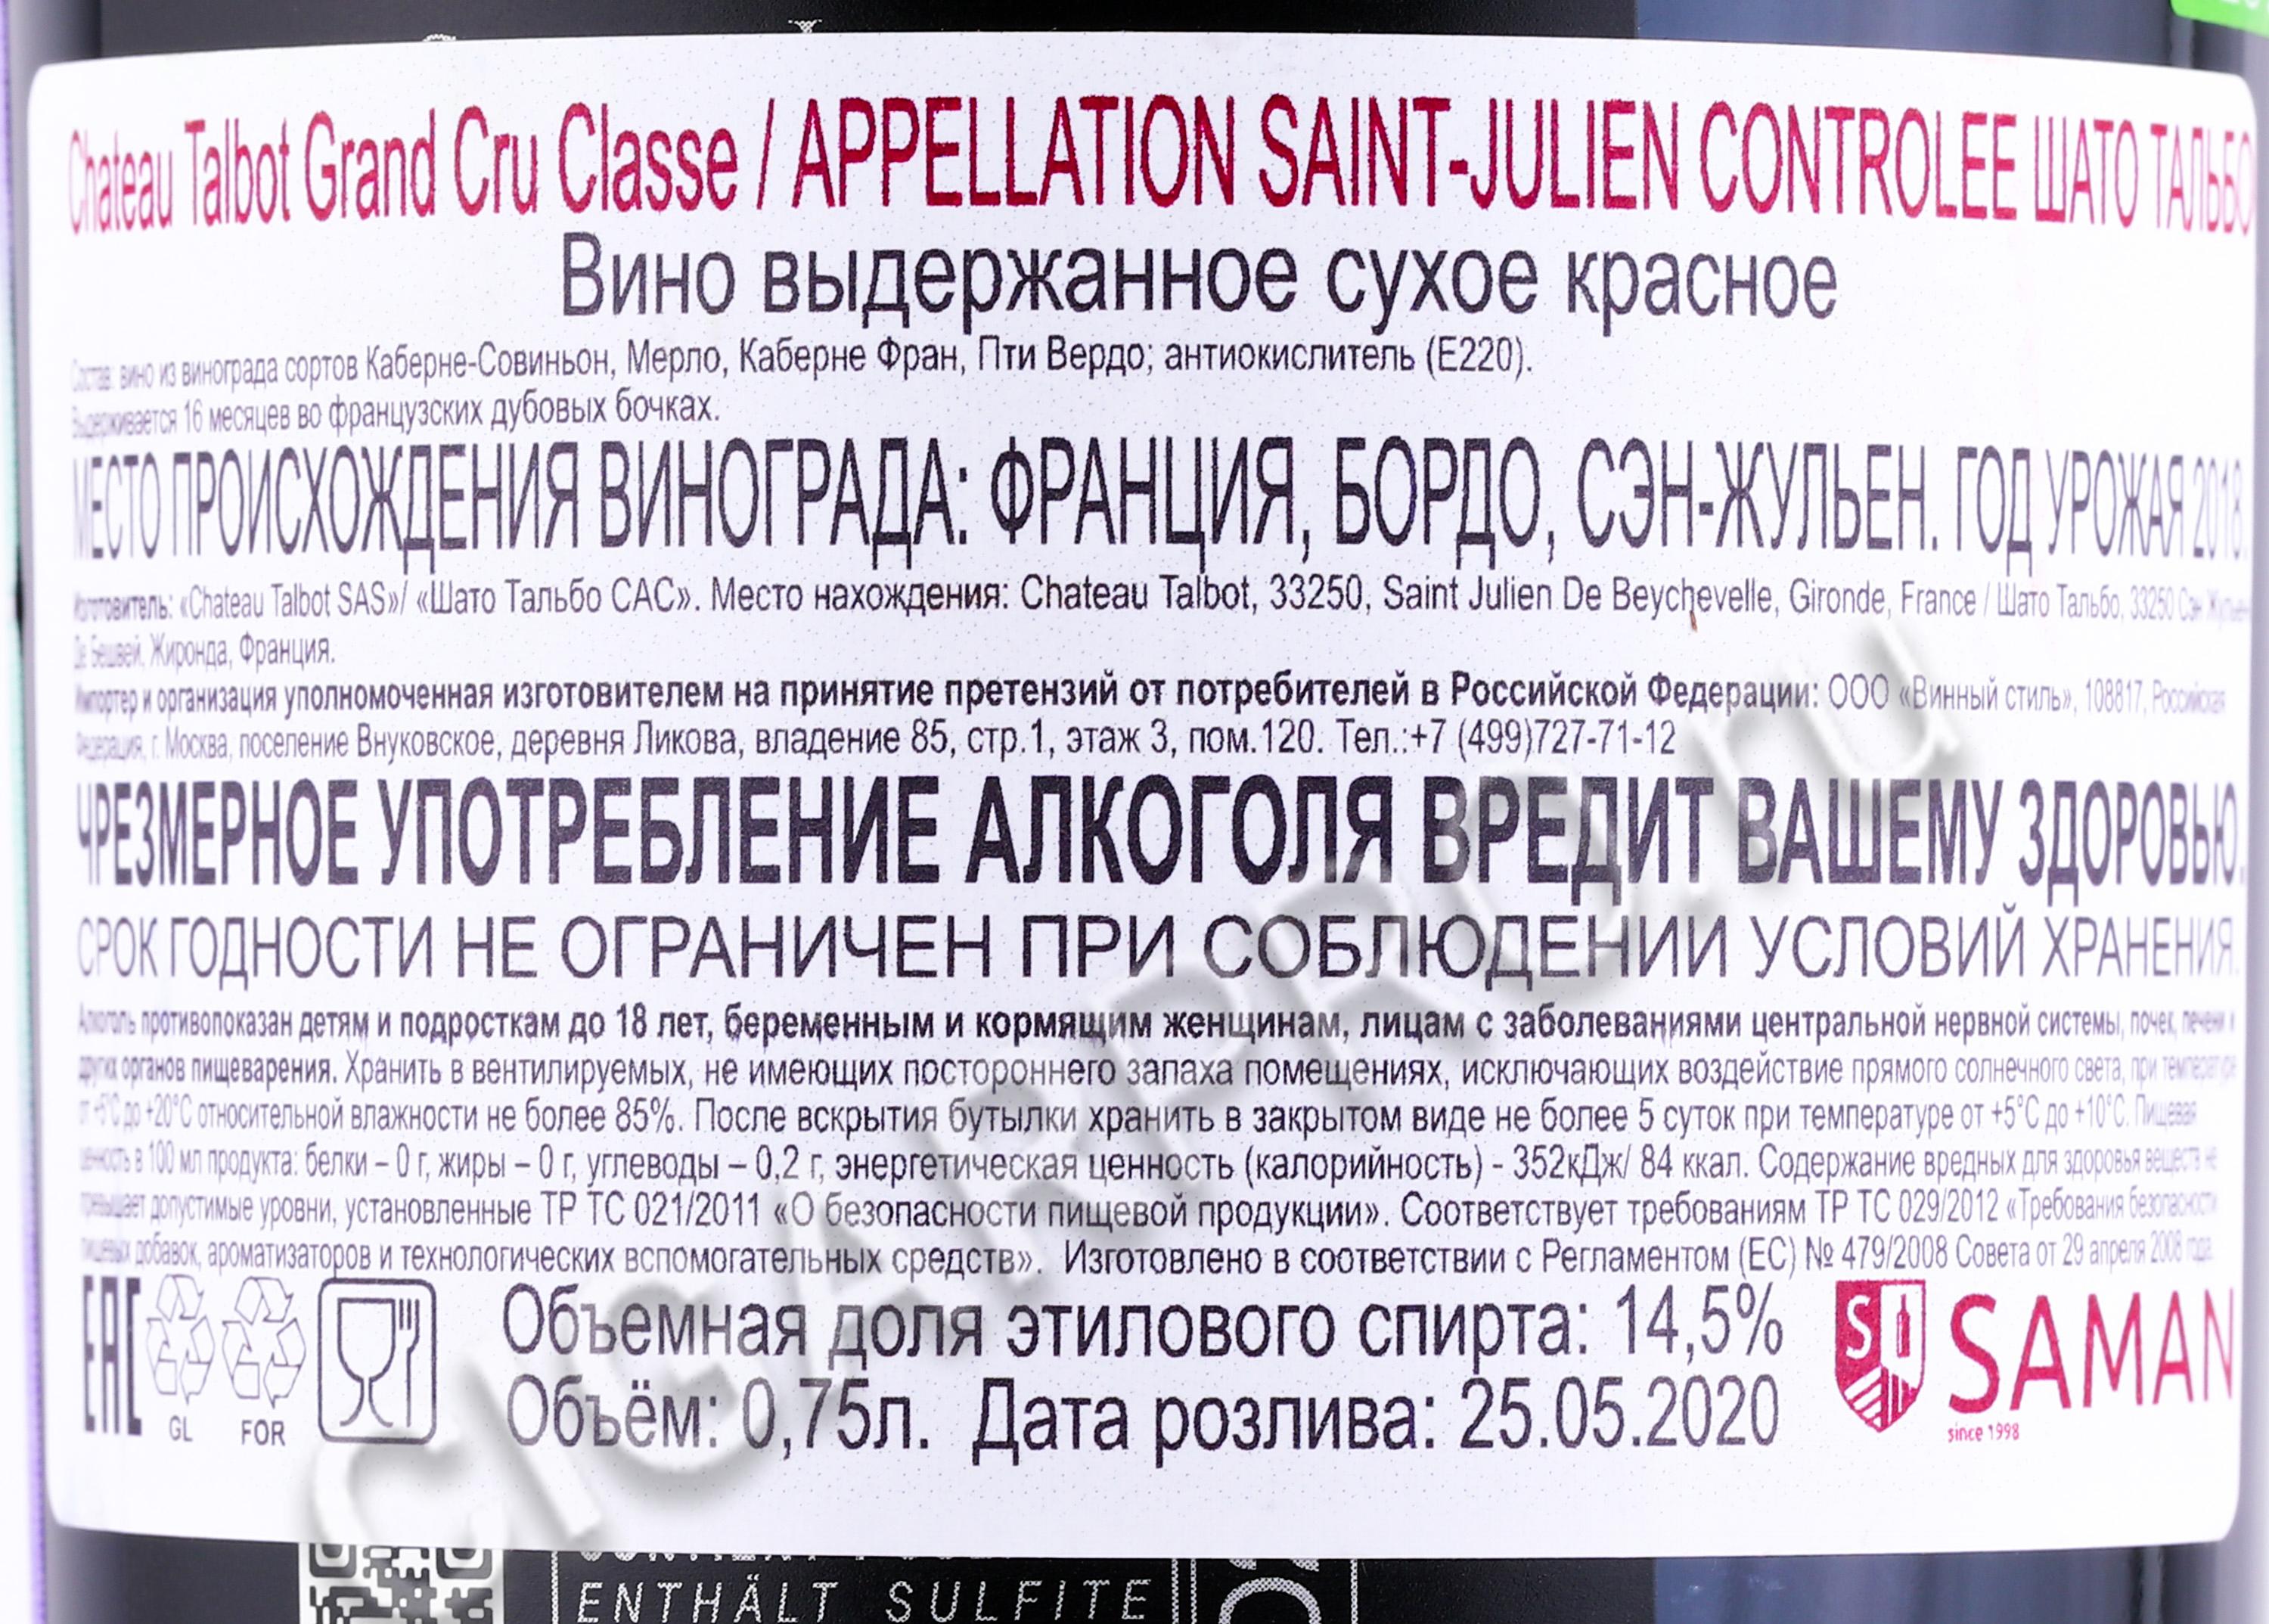 Chateau Talbot Grand Cru Classe / APPELLATION SAINT-JULIEN CONTROLEE ШАТО ТАЛЬБО
Вино выдержанное сухое красное
Состав: вино из винограда сортов Каберне-Совиньон, Мерло, Каберне Фран, Пти Вердо; антиокислитель (Е220).
Выдерживается 16 месяцев во французских дубовых бочках.
МЕСТО ПРОИСХОЖДЕНИЯ ВИНОГРАДА: ФРАНЦИЯ, БОРДО, СЭН-ЖУЛЬЕН. ГОД УРОЖАЯ 2018.
Изготовитель: «Chateau Talbot SAS»/ «Шато Тальбо САС». Место нахождения: Chateau Talbot, 33250, Saint Julien De Beychevelle, Gironde, France / Шато Тальбо, 33250 Сэн Жульен
Де Бешвей, Жиронда, Франция.
Импортер и организация уполномоченная изготовителем на принятие претензий от потребителей в Российской Федерации: ООО «Винный стиль», 108817, Российская
Федерация, г. Москва, поселение Внуковское, деревня Ликова, владение 85, стр.1, этаж 3, пом.120. Тел.:+7 (499)727-71-12
ЧРЕЗМЕРНОЕ УПОТРЕБЛЕНИЕ АЛКОГОЛЯ ВРЕДИТ ВАШЕМУ ЗДОРОВЬЮ.
СРОК ГОДНОСТИ НЕ ОГРАНИЧЕН ПРИ СОБЛЮДЕНИИ УСЛОВИЙ ХРАНЕНИЯ.
Алкоголь противопоказан детям и подросткам до 18 лет, беременным и кормящим женщинам, лицам с заболеваниями центральной нервной системы, почек, печени и
других органов пищеварения. Хранить в вентилируемых, не имеющих постороннего запаха помещениях, исключающих воздействие прямого солнечного света, при температуре
от +5°С до +20°С относительной влажности не более 85%. После вскрытия бутылки хранить в закрытом виде не более 5 суток при температуре от +5°С до +10°С. Пищевая
ценность в 100 мл продукта: белки – 0 г, жиры – 0 г, углеводы – 0,2 г, энергетическая ценность (калорийность) - 352кДж/ 84 ккал. Содержание вредных для здоровья веществ не
превышает допустимые уровни, установленные ТР ТС 021/2011 «О безопасности пищевой продукции». Соответствует требованиям ТР ТС 029/2012 «Требования безопасности
пищевых добавок, ароматизаторов и технологических вспомогательных средств». Изготовлено в соответствии с Регламентом (ЕС) № 479/2008 Совета от 29 апреля 2008 года.
EAC GL FOR
Объемная доля этилового спирта: 14,5%
Объём: 0,75л. Дата розлива: 25.05.2020
SI SAMAN
since 1998
ENTHÄLT SULFITE
CIGARPRO.ru